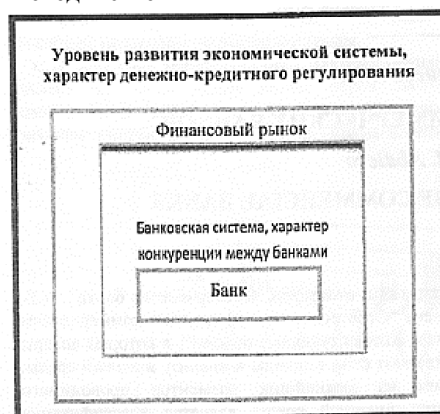 Уровень развития экономической системы,
характер денежно-кредитного регулирования
Финансовый рынок
Банковская система, характер
конкуренции между банками
Банк